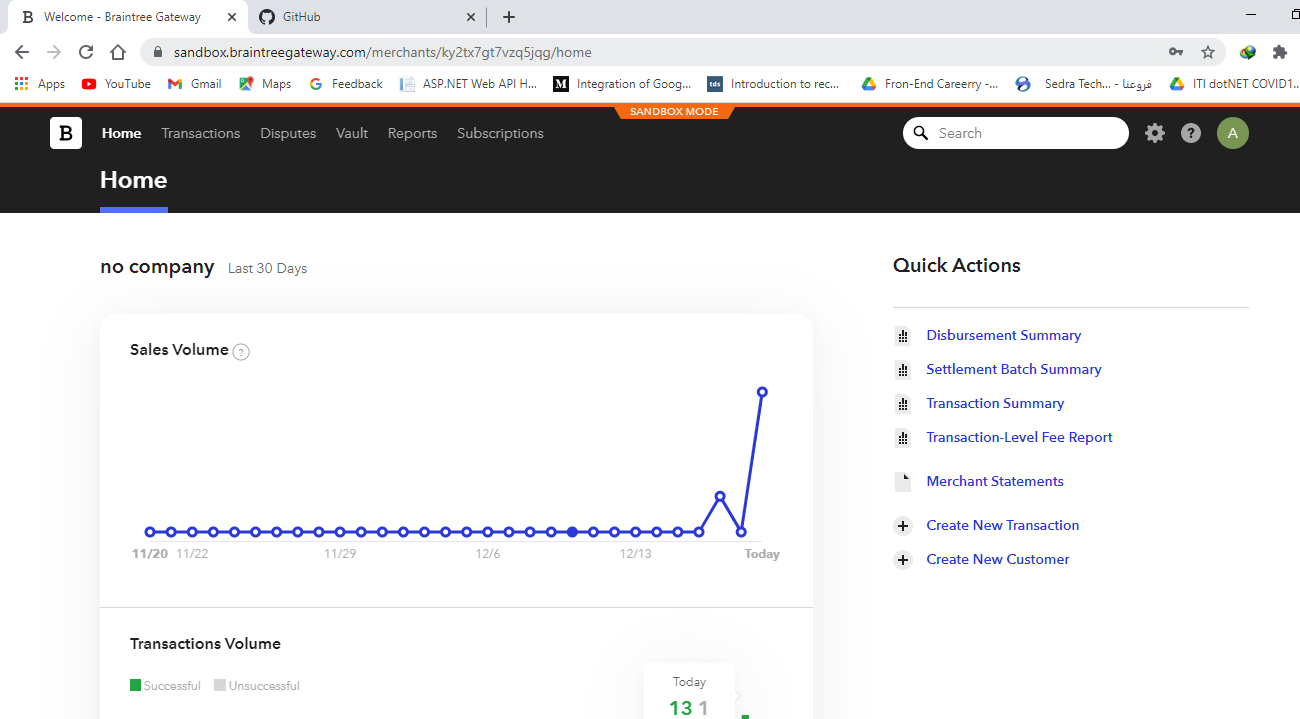 B Welcome - Braintree Gateway
GitHub
sandbox.braintreegateway.com/merchants/ky2tx7gt7vzq5jqg/home
Apps YouTube Gmail Maps G Feedback ASP.NET Web API H... M Integration of Goog... tds Introduction to rec... Fron-End Careerry -... Sedra Tech... - فروعنا ITI dotNET COVID1...
SANDBOX MODE
B Home Transactions Disputes Vault Reports Subscriptions Search ? A
Home
no company Last 30 Days
Sales Volume ?
11/20 11/22 11/29 12/6 12/13 Today
Transactions Volume
Successful Unsuccessful
Today
13 1
Quick Actions
Disbursement Summary
Settlement Batch Summary
Transaction Summary
Transaction-Level Fee Report
Merchant Statements
Create New Transaction
Create New Customer